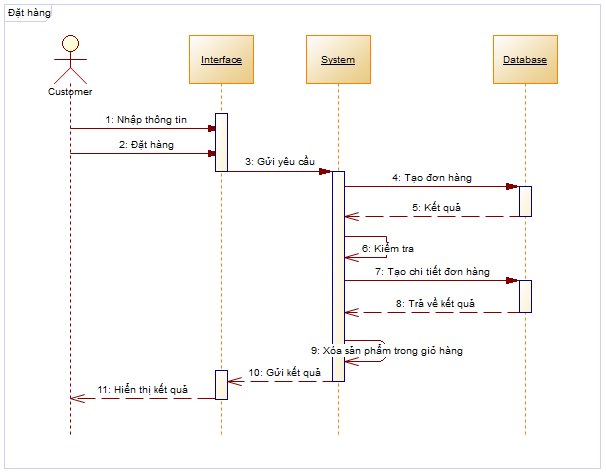 Đặt hàng
Customer
Interface
System
Database
1: Nhập thông tin
2: Đặt hàng
3: Gửi yêu cầu
4: Tạo đơn hàng
5: Kết quả
6: Kiểm tra
7: Tạo chi tiết đơn hàng
8: Trả về kết quả
9: Xóa sản phẩm trong giỏ hàng
10: Gửi kết quả
11: Hiển thị kết quả